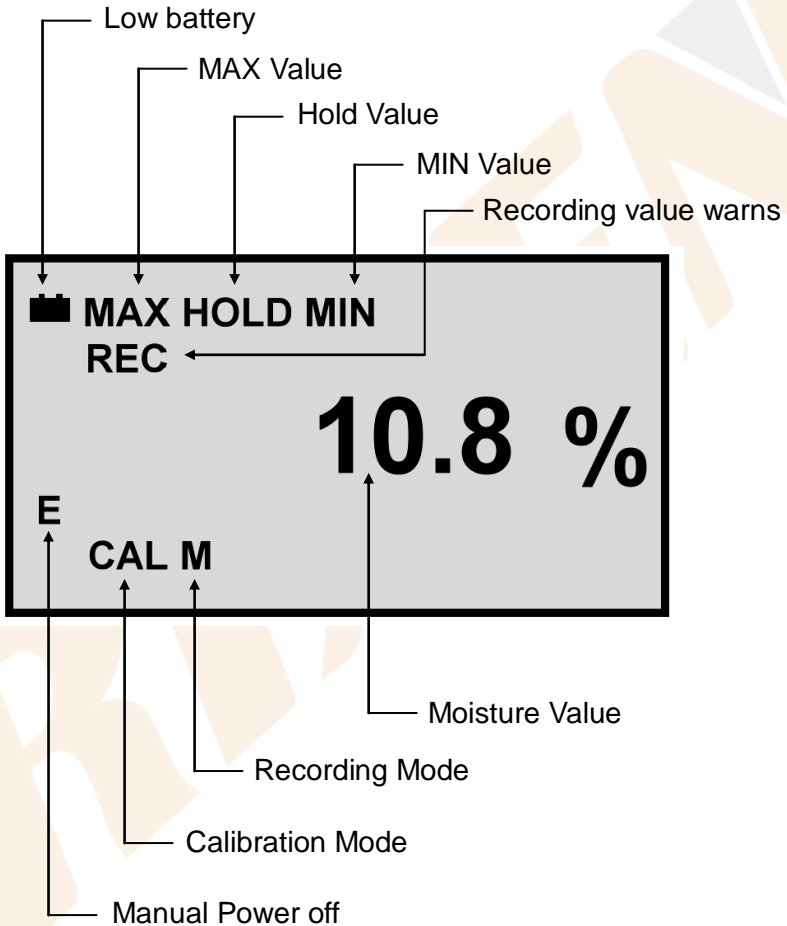 Low battery
MAX Value
Hold Value
MIN Value
Recording value warns
MAX HOLD MIN
REC
10.8 %
E
CAL M
Moisture Value
Recording Mode
Calibration Mode
Manual Power off